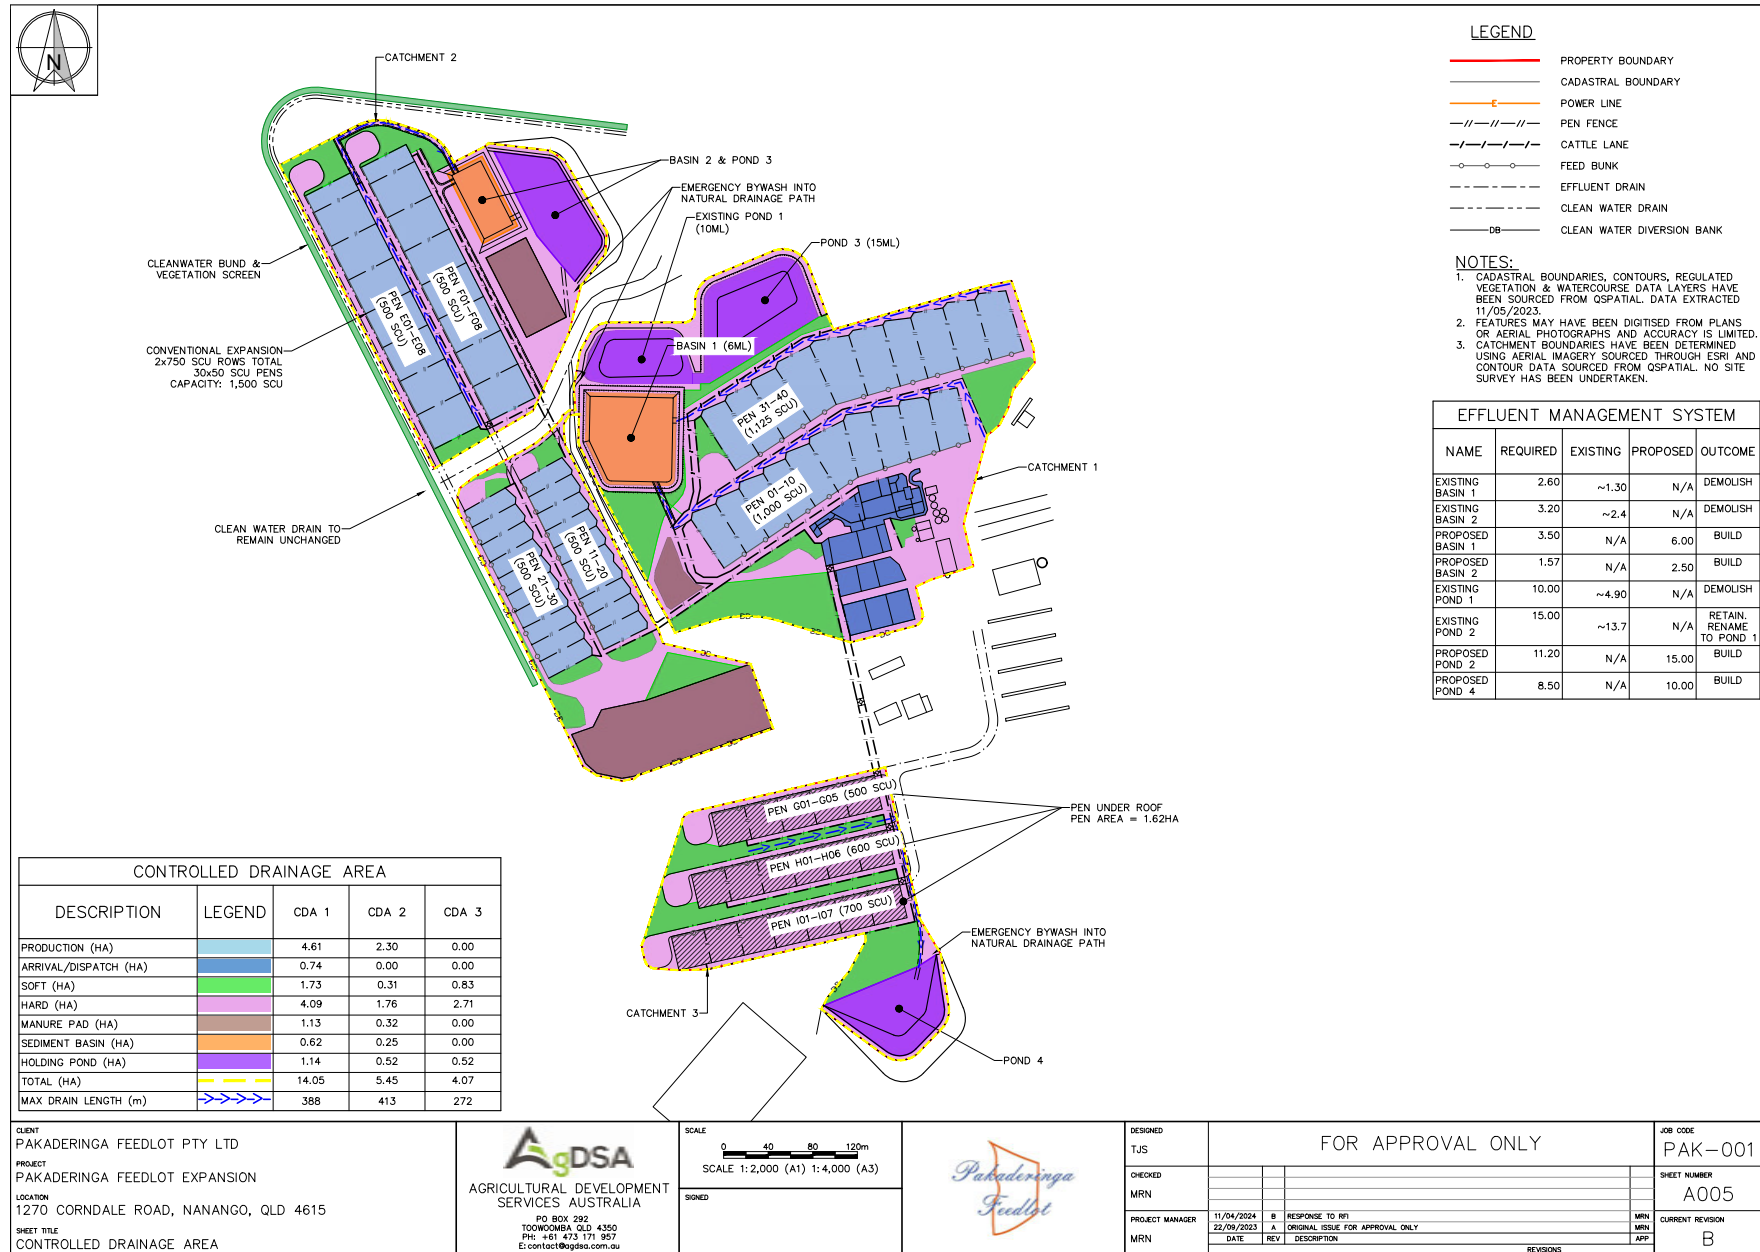 N
CATCHMENT 2
BASIN 2 & POND 3
EMERGENCY BYWASH INTO
NATURAL DRAINAGE PATH
EXISTING POND 1
(10ML)
POND 3 (15ML)
CLEANWATER BUND &
VEGETATION SCREEN
PEN F01-F08
(500 SCU)
PEN E01-E08
(500 SCU)
BASIN 1 (6ML)
CONVENTIONAL EXPANSION
2x750 SCU ROWS TOTAL
30x50 SCU PENS
CAPACITY: 1,500 SCU
PEN 31-40
(1,125 SCU)
CATCHMENT 1
PEN 01-10
(1,000 SCU)
CLEAN WATER DRAIN TO
REMAIN UNCHANGED
PEN 11-20
(500 SCU)
PEN 21-30
(500 SCU)
PEN G01-G05 (500 SCU)
PEN UNDER ROOF
PEN AREA = 1.62HA
PEN H01-H06 (600 SCU)
PEN I01-I07 (700 SCU)
EMERGENCY BYWASH INTO
NATURAL DRAINAGE PATH
CATCHMENT 3
POND 4
LEGEND
PROPERTY BOUNDARY
CADASTRAL BOUNDARY
E POWER LINE
PEN FENCE
CATTLE LANE
FEED BUNK
EFFLUENT DRAIN
CLEAN WATER DRAIN
DB CLEAN WATER DIVERSION BANK
NOTES:
1. CADASTRAL BOUNDARIES, CONTOURS, REGULATED
VEGETATION & WATERCOURSE DATA LAYERS HAVE
BEEN SOURCED FROM QSPATIAL. DATA EXTRACTED
11/05/2023.
2. FEATURES MAY HAVE BEEN DIGITISED FROM PLANS
OR AERIAL PHOTOGRAPHS AND ACCURACY IS LIMITED.
3. CATCHMENT BOUNDARIES HAVE BEEN DETERMINED
USING AERIAL IMAGERY SOURCED THROUGH ESRI AND
CONTOUR DATA SOURCED FROM QSPATIAL. NO SITE
SURVEY HAS BEEN UNDERTAKEN.
EFFLUENT MANAGEMENT SYSTEM
NAME REQUIRED EXISTING PROPOSED OUTCOME
EXISTING BASIN 1 2.60 ~1.30 N/A DEMOLISH
EXISTING BASIN 2 3.20 ~2.4 N/A DEMOLISH
PROPOSED BASIN 1 3.50 N/A 6.00 BUILD
PROPOSED BASIN 2 1.57 N/A 2.50 BUILD
EXISTING POND 1 10.00 ~4.90 N/A DEMOLISH
EXISTING POND 2 15.00 ~13.7 N/A RETAIN. RENAME TO POND 1
PROPOSED POND 2 11.20 N/A 15.00 BUILD
PROPOSED POND 4 8.50 N/A 10.00 BUILD
CONTROLLED DRAINAGE AREA
DESCRIPTION LEGEND CDA 1 CDA 2 CDA 3
PRODUCTION (HA) 4.61 2.30 0.00
ARRIVAL/DISPATCH (HA) 0.74 0.00 0.00
SOFT (HA) 1.73 0.31 0.83
HARD (HA) 4.09 1.76 2.71
MANURE PAD (HA) 1.13 0.32 0.00
SEDIMENT BASIN (HA) 0.62 0.25 0.00
HOLDING POND (HA) 1.14 0.52 0.52
TOTAL (HA) 14.05 5.45 4.07
MAX DRAIN LENGTH (m) 388 413 272
CLIENT
PAKADERINGA FEEDLOT PTY LTD
PROJECT
PAKADERINGA FEEDLOT EXPANSION
LOCATION
1270 CORNDALE ROAD, NANANGO, QLD 4615
SHEET TITLE
CONTROLLED DRAINAGE AREA
AgDSA
AGRICULTURAL DEVELOPMENT
SERVICES AUSTRALIA
PO BOX 292
TOOWOOMBA QLD 4350
PH: +61 473 171 957
E: contact@agdsa.com.au
SCALE
0 40 80 120m
SCALE 1:2,000 (A1) 1:4,000 (A3)
SIGNED
Pakaderinga
Feedlot
DESIGNED
TJS
CHECKED
MRN
PROJECT MANAGER
MRN
FOR APPROVAL ONLY
11/04/2024 B RESPONSE TO RFI MRN
22/09/2023 A ORIGINAL ISSUE FOR APPROVAL ONLY MRN
DATE REV DESCRIPTION APP
REVISIONS
JOB CODE
PAK-001
SHEET NUMBER
A005
CURRENT REVISION
B